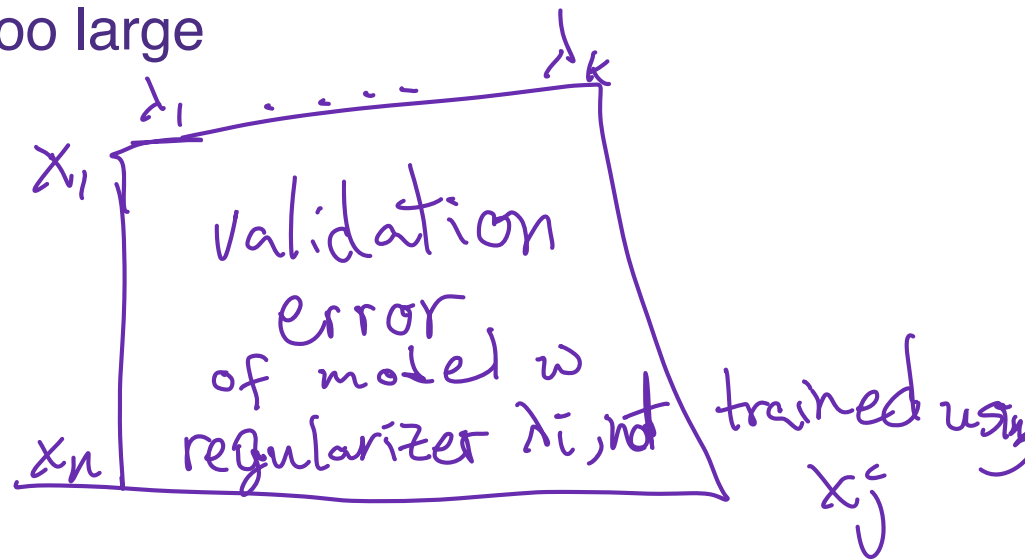 oo large
λ₁ . . . . λₖ
x₁
validation
error
of model w
regularizer λi, not trained using
xₙ
xj